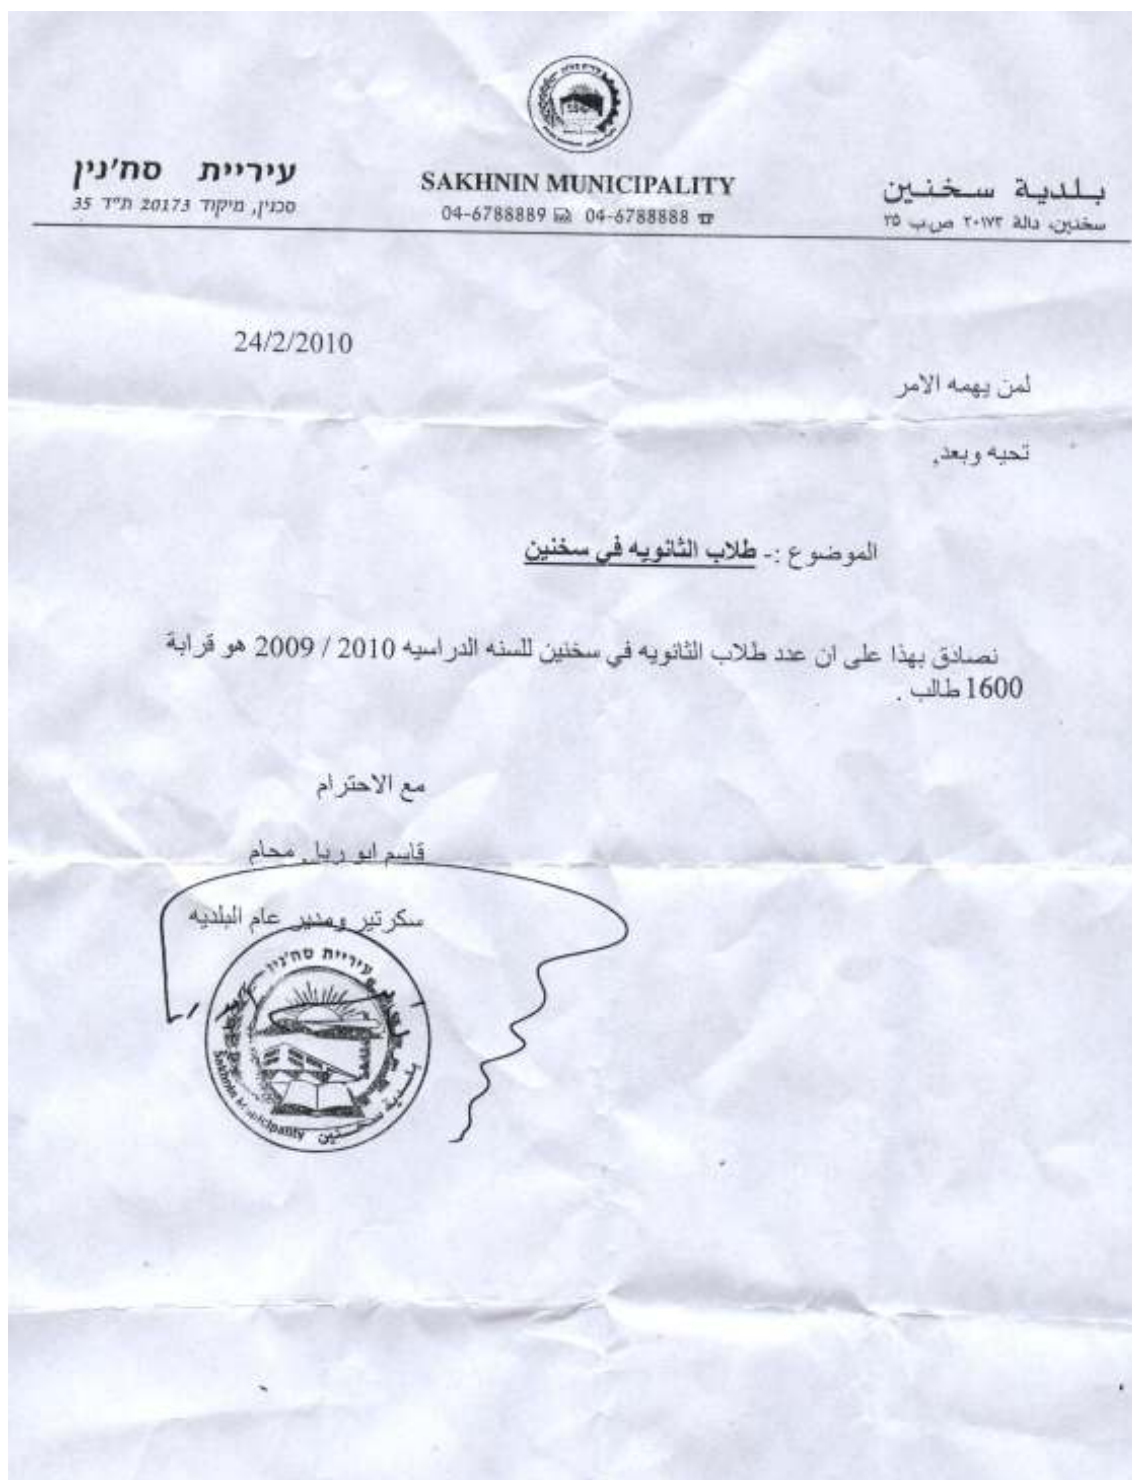 עיריית סח'נין
סכנין, מיקוד 20173 ת"ד 35
SAKHNIN MUNICIPALITY
04-6788889 04-6788888
بلدية سخنين
سخنين، دالة ٢٠١٧٣ ص.ب ٣٥
24/2/2010
لمن يهمه الامر
تحيه وبعد,
الموضوع :- طلاب الثانويه في سخنين
نصادق بهذا على ان عدد طلاب الثانويه في سخنين للسنه الدراسيه 2010 / 2009 هو قرابة
1600 طالب .
مع الاحترام
قاسم ابو ريا, محام
سكرتير ومدير عام البلديه
עיריית סח'נין
Sakhnin Municipality
بلدية سخنين